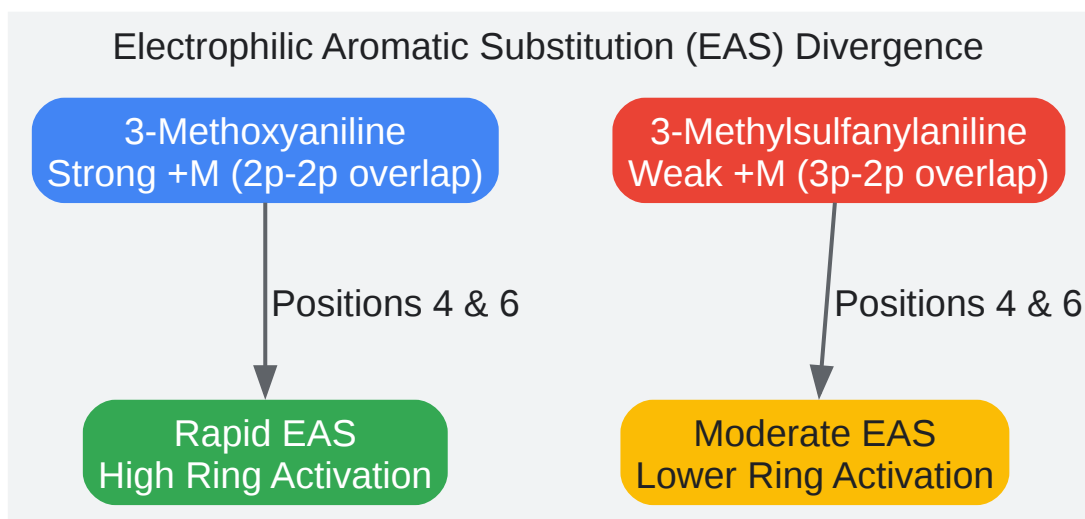 Electrophilic Aromatic Substitution (EAS) Divergence
3-Methoxyaniline
Strong +M (2p-2p overlap)
3-Methylsulfanylaniline
Weak +M (3p-2p overlap)
Positions 4 & 6
Positions 4 & 6
Rapid EAS
High Ring Activation
Moderate EAS
Lower Ring Activation